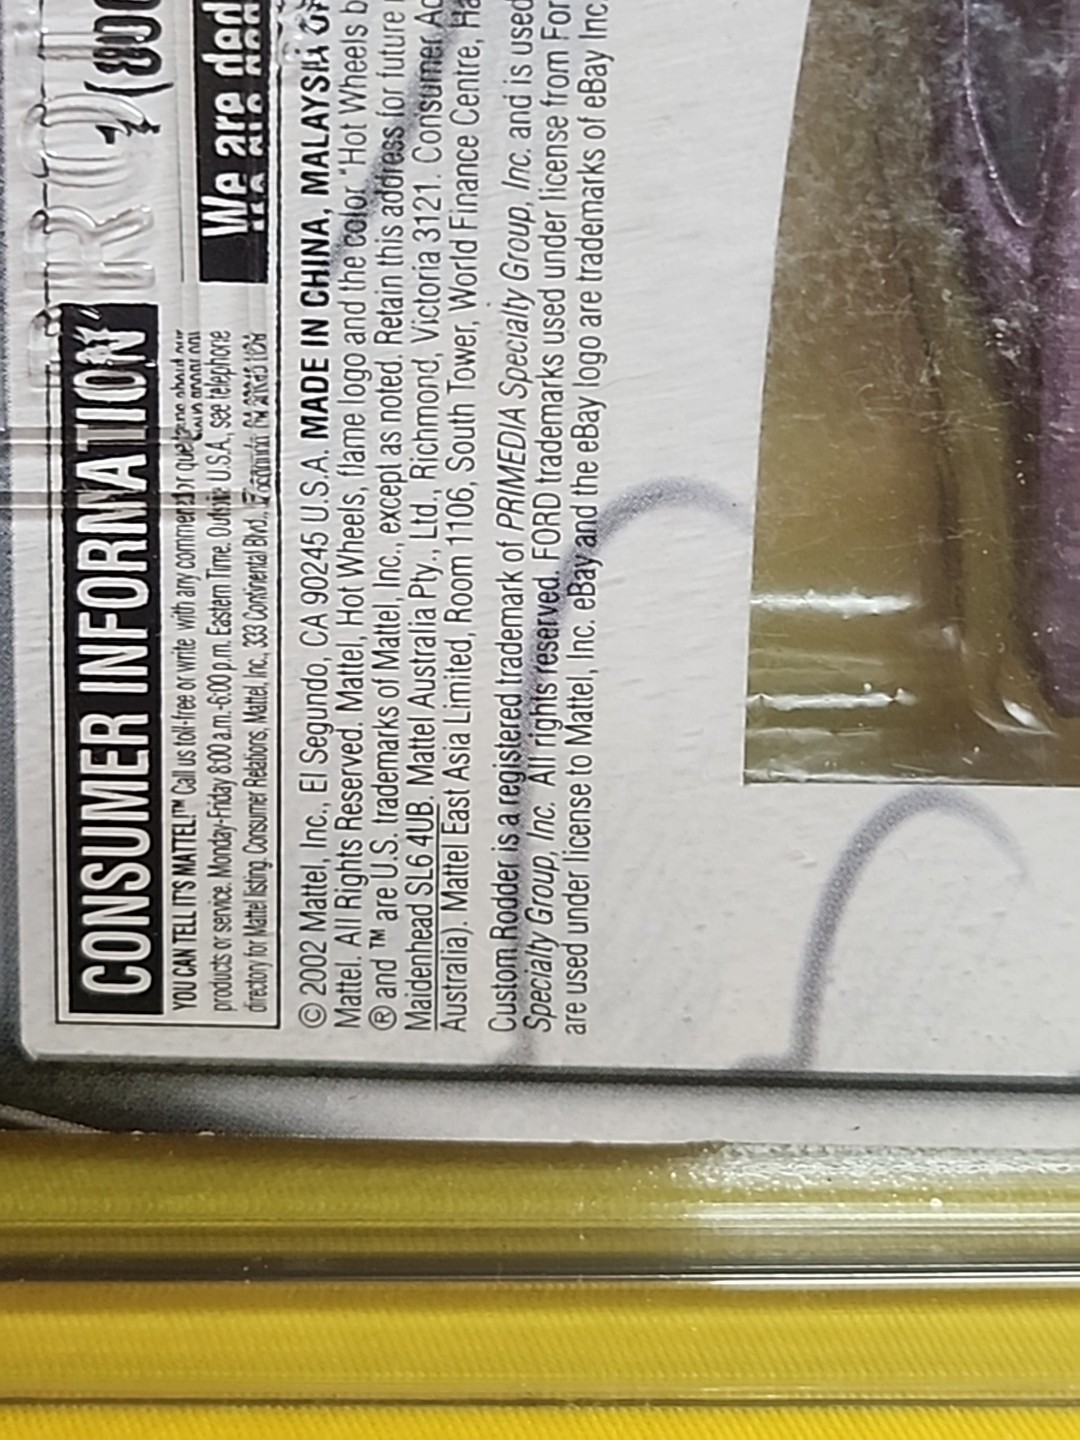 CONSUMER INFORMATION
YOU CAN TELL IT'S MATTEL!™ Call us toll-free or write with any comment or
products or service. Monday-Friday 8:00 a.m.-6:00 p.m. Eastern Time. Outside U.S.A., see telephone
directory for Mattel listing. Consumer Relations, Mattel, Inc., 333 Continental Blvd.,
(800
We are ded
© 2002 Mattel, Inc., El Segundo, CA 90245 U.S.A. MADE IN CHINA, MALAYSIA
Mattel. All Rights Reserved. Mattel, Hot Wheels, flame logo and the color "Hot Wheels b
® and ™ are U.S. trademarks of Mattel, Inc., except as noted. Retain this address for future
Maidenhead SL6 4UB. Mattel Australia Pty., Ltd., Richmond, Victoria 3121. Consumer Ad
Australia). Mattel East Asia Limited, Room 1106, South Tower, World Finance Centre, Ha
Custom Rodder is a registered trademark of PRIMEDIA Specialty Group, Inc. and is used
Specialty Group, Inc. All rights reserved. FORD trademarks used under license from For
are used under license to Mattel, Inc. eBay and the eBay logo are trademarks of eBay Inc.